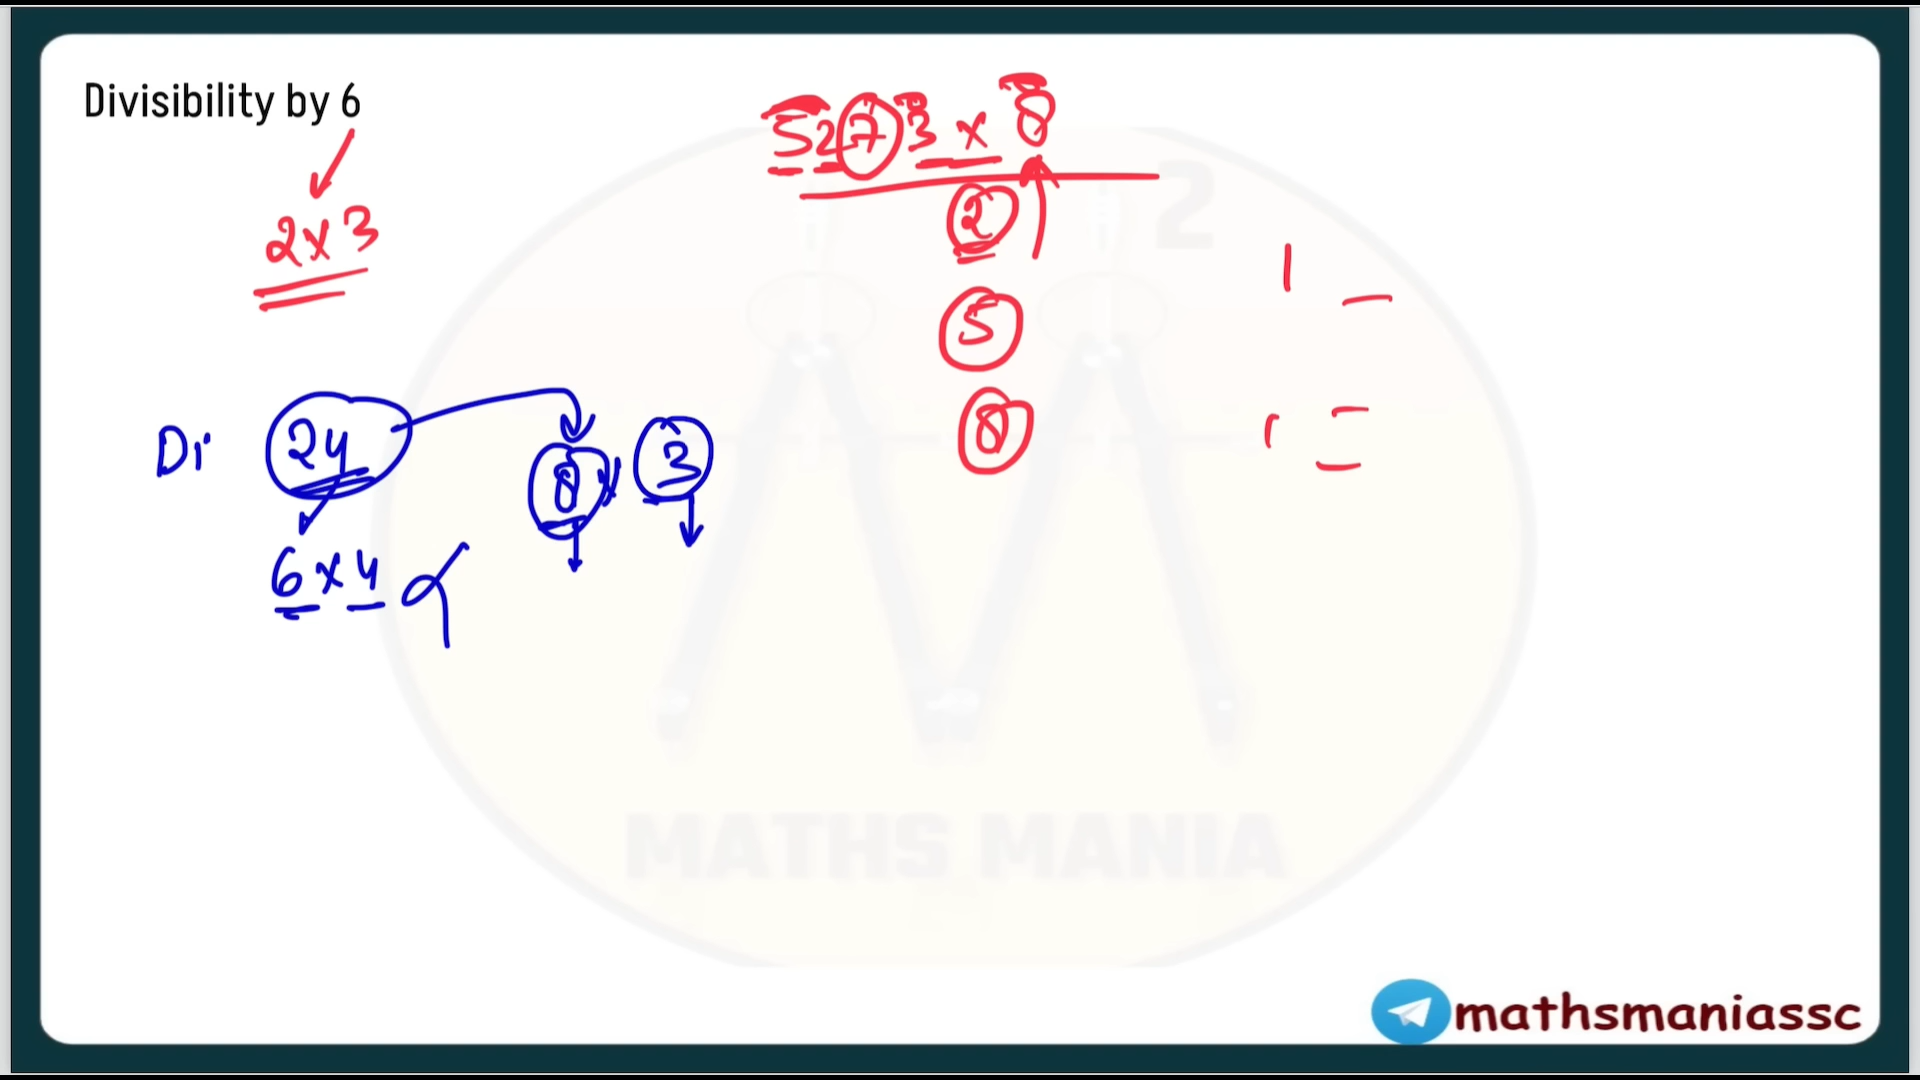 Divisibility by 6
5273x8
2
2x3
5
8
Di 24
8, 3
6x4
MATHS MANIA
mathsmaniassc